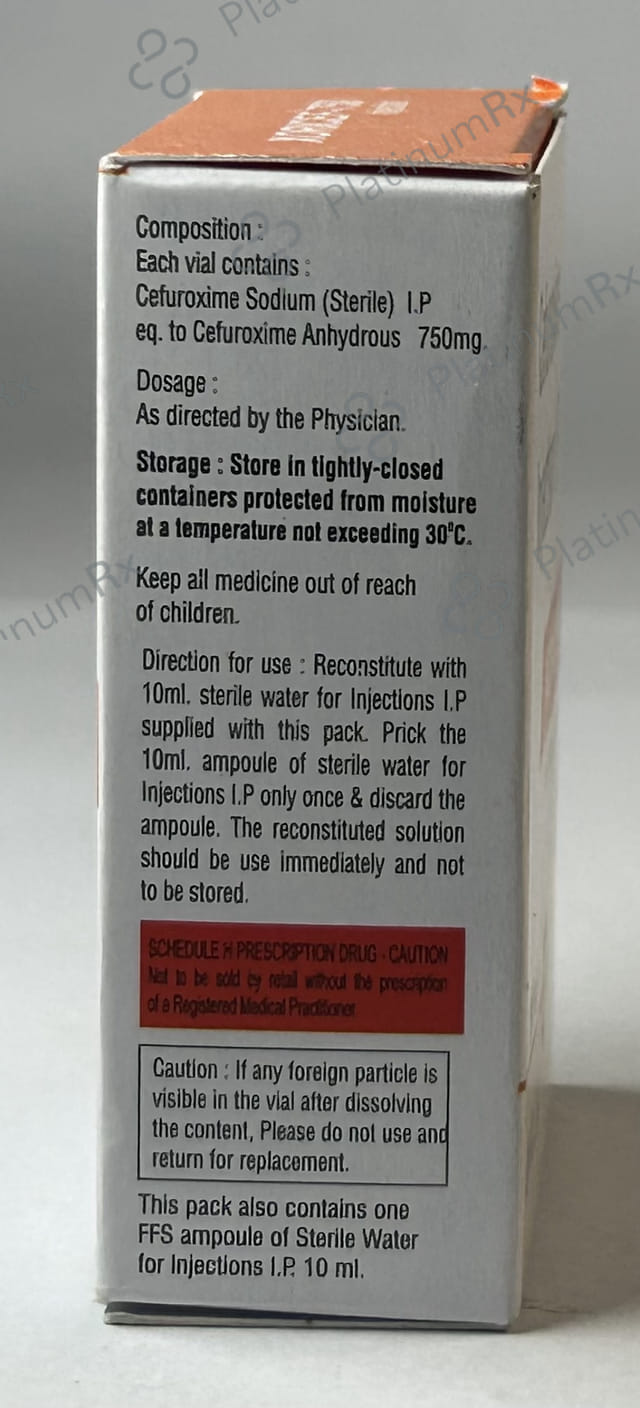 Composition :
Each vial contains :
Cefuroxime Sodium (Sterile) I.P
eq. to Cefuroxime Anhydrous 750mg.
Dosage :
As directed by the Physician.
Storage : Store in tightly-closed
containers protected from moisture
at a temperature not exceeding 30⁰C.
Keep all medicine out of reach
of children.
Direction for use : Reconstitute with
10ml. sterile water for Injections I.P
supplied with this pack. Prick the
10ml. ampoule of sterile water for
Injections I.P only once & discard the
ampoule. The reconstituted solution
should be use immediately and not
to be stored.
SCHEDULE H PRESCRIPTION DRUG - CAUTION
Not to be sold by retail without the prescription
of a Registered Medical Practitioner.
Caution : If any foreign particle is
visible in the vial after dissolving
the content, Please do not use and
return for replacement.
This pack also contains one
FFS ampoule of Sterile Water
for Injections I.P. 10 ml.
PlatinumRx